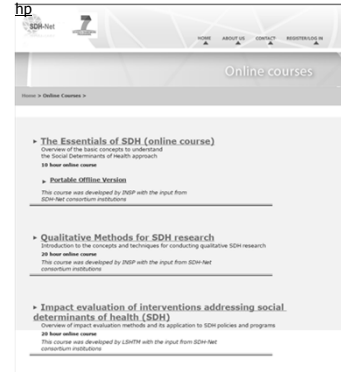 hp
SDH-Net
HOME ABOUT US CONTACT REGISTER/LOG IN
Online courses
Home > Online Courses >
The Essentials of SDH (online course)
Overview of the basic concepts to understand
the Social Determinants of Health approach
10 hour online course
Portable Offline Version
This course was developed by INSP with the input from
SDH-Net consortium institutions
Qualitative Methods for SDH research
Introduction to the concepts and techniques for conducting qualitative SDH research
20 hour online course
This course was developed by INSP with the input from SDH-Net
consortium institutions
Impact evaluation of interventions addressing social
determinants of health (SDH)
Overview of impact evaluation methods and its application to SDH policies and programs
20 hour online course
This course was developed by LSHTM with the input from SDH-Net
consortium institutions